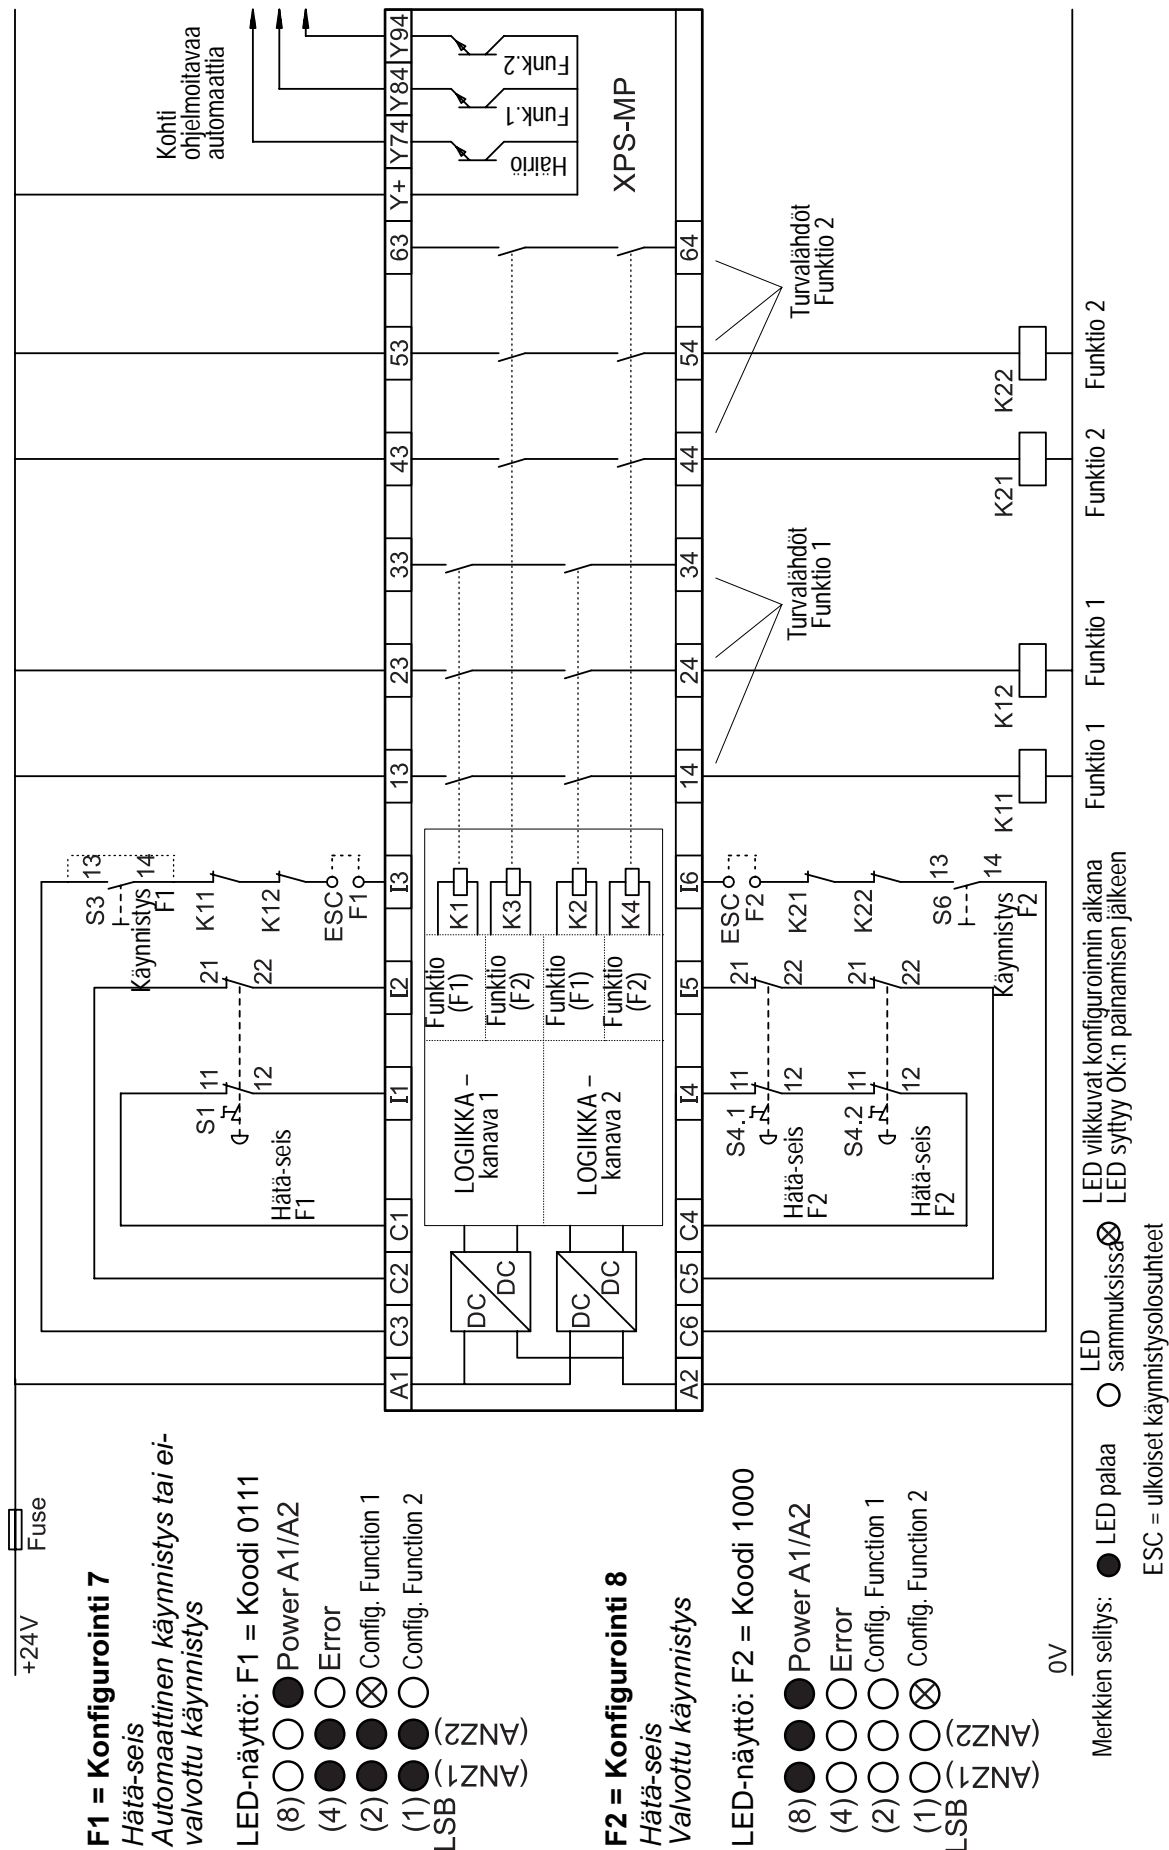 +24V
Fuse
F1 = Konfigurointi 7
Hätä-seis
Automaattinen käynnistys tai ei-
valvottu käynnistys
LED-näyttö: F1 = Koodi 0111
(8) Power A1/A2
(4) Error
(2) Config. Function 1
(1) Config. Function 2
LSB
(ANZ1)
(ANZ2)
F2 = Konfigurointi 8
Hätä-seis
Valvottu käynnistys
LED-näyttö: F2 = Koodi 1000
(8) Power A1/A2
(4) Error
(2) Config. Function 1
(1) Config. Function 2
LSB
(ANZ1)
(ANZ2)
0V
Kohti
ohjelmoitavaa
automaattia
S3
13
14
Käynnistys
F1
K11
K12
ESC
F1
21
22
S1
11
12
Hätä-seis
F1
A1
C3
C2
C1
I1
I2
I3
13
23
33
43
53
63
Y+
Y74
Y84
Y94
Häiriö
Funk.1
Funk.2
XPS-MP
DC
DC
DC
DC
LOGIIKKA –
kanava 1
LOGIIKKA –
kanava 2
Funktio
(F1)
Funktio
(F2)
Funktio
(F1)
Funktio
(F2)
K1
K3
K2
K4
A2
C6
C5
C4
I4
I5
I6
14
24
34
44
54
64
S4.1
11
12
Hätä-seis
F2
S4.2
11
12
Hätä-seis
F2
21
22
21
22
ESC
F2
K21
K22
S6
13
14
Käynnistys
F2
Turvalähdöt
Funktio 1
Turvalähdöt
Funktio 2
K11
K12
K21
K22
Funktio 1
Funktio 1
Funktio 2
Funktio 2
Merkkien selitys:
LED palaa
LED
sammuksissa
LED vilkkuvat konfiguroinnin aikana
LED syttyy OK:n painamisen jälkeen
ESC = ulkoiset käynnistysolosuhteet